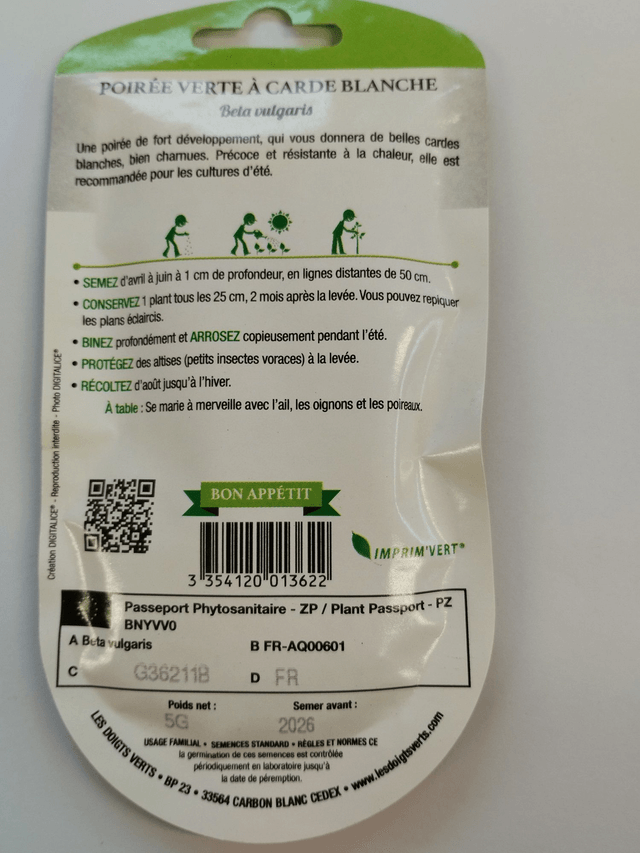 POIRÉE VERTE À CARDE BLANCHE
Beta vulgaris
Une poirée de fort développement, qui vous donnera de belles cardes
blanches, bien charnues. Précoce et résistante à la chaleur, elle est
recommandée pour les cultures d'été.
• SEMEZ d'avril à juin à 1 cm de profondeur, en lignes distantes de 50 cm.
• CONSERVEZ 1 plant tous les 25 cm, 2 mois après la levée. Vous pouvez repiquer
les plans éclaircis.
• BINEZ profondément et ARROSEZ copieusement pendant l'été.
• PROTÉGEZ des altises (petits insectes voraces) à la levée.
• RÉCOLTEZ d'août jusqu'à l'hiver.
À table : Se marie à merveille avec l'ail, les oignons et les poireaux.
Création DIGITALICE® - Reproduction interdite - Photo DIGITALICE®
BON APPÉTIT
3 354120 013622
IMPRIM'VERT®
Passeport Phytosanitaire - ZP / Plant Passport - PZ
BNYVV0
A Beta vulgaris B FR-AQ00601
C G36211B D FR
Poids net : Semer avant :
5G 2026
USAGE FAMILIAL • SEMENCES STANDARD • RÈGLES ET NORMES CE
la germination de ces semences est contrôlée
périodiquement en laboratoire jusqu'à
la date de péremption.
LES DOIGTS VERTS • BP 23 • 33564 CARBON BLANC CEDEX • www.lesdoigtsverts.com